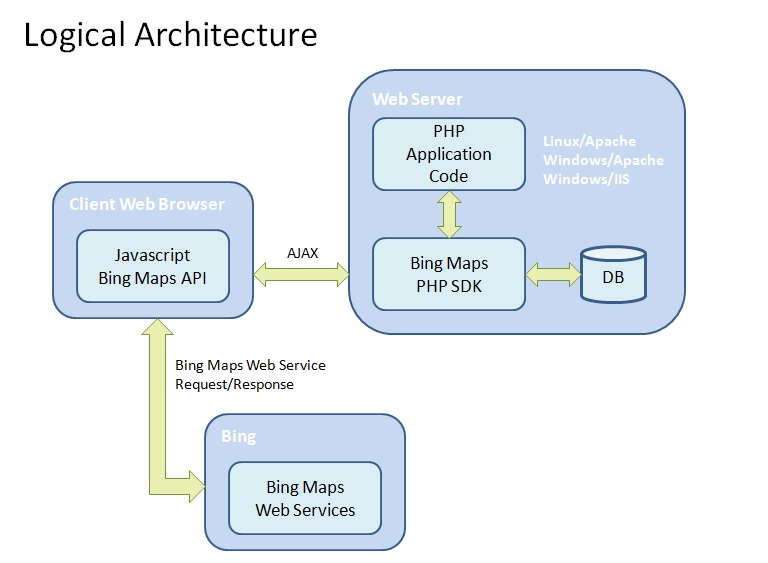 Logical Architecture
Web Server
PHP
Application
Code
Linux/Apache
Windows/Apache
Windows/IIS
Client Web Browser
Javascript
Bing Maps API
AJAX
Bing Maps
PHP SDK
DB
Bing Maps Web Service
Request/Response
Bing
Bing Maps
Web Services